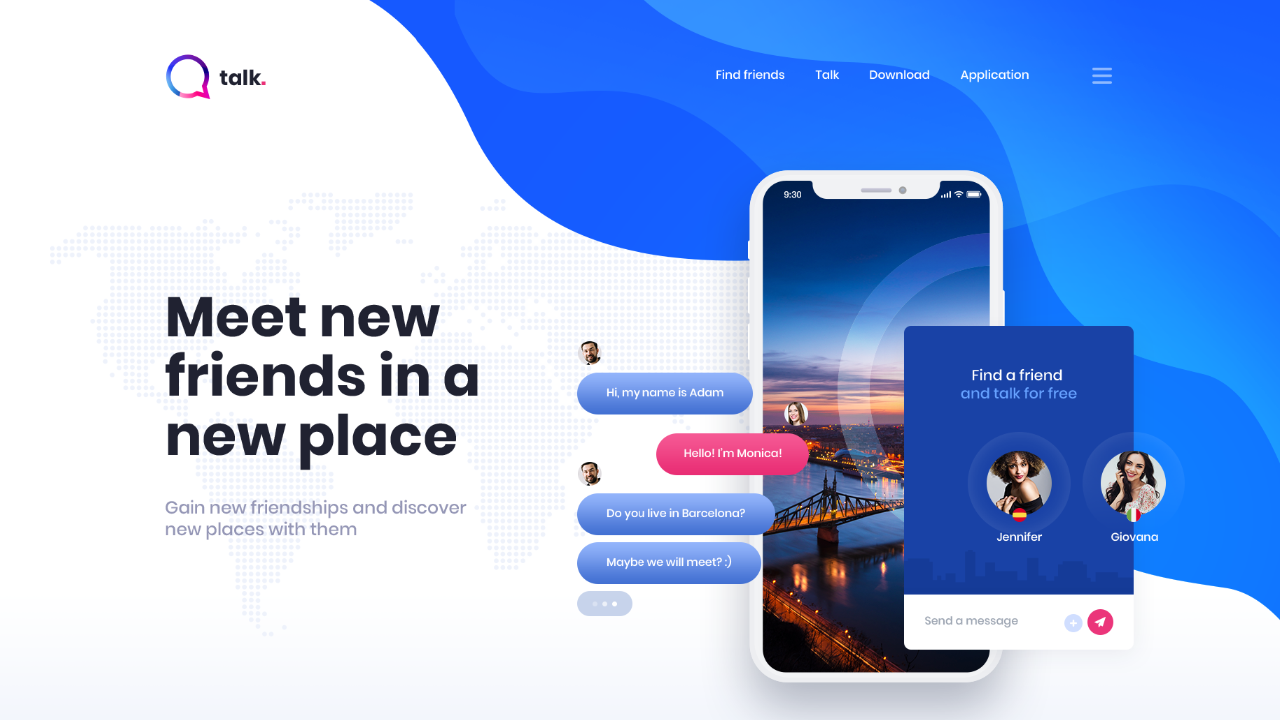 talk.
Find friends
Talk
Download
Application
9:30
Meet new
friends in a
new place
Gain new friendships and discover
new places with them
Hi, my name is Adam
Hello! I'm Monica!
Do you live in Barcelona?
Maybe we will meet? :)
Find a friend
and talk for free
Jennifer
Giovana
Send a message